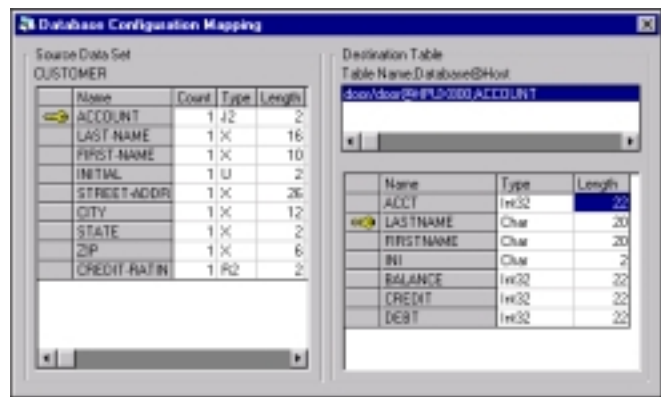 Database Configuration Mapping
Source Data Set
CUSTOMER
Name Count Type Length
ACCOUNT 1 J2 2
LAST-NAME 1 X 16
FIRST-NAME 1 X 10
INITIAL 1 U 2
STREET-ADDR 1 X 26
CITY 1 X 12
STATE 1 X 2
ZIP 1 X 6
CREDIT-RATIN 1 R2 2
Destination Table
Table Name:Database@Host
ACCOUNT
Name Type Length
ACCT Int32 22
LASTNAME Char 20
FIRSTNAME Char 20
INI Char 2
BALANCE Int32 22
CREDIT Int32 22
DEBT Int32 22